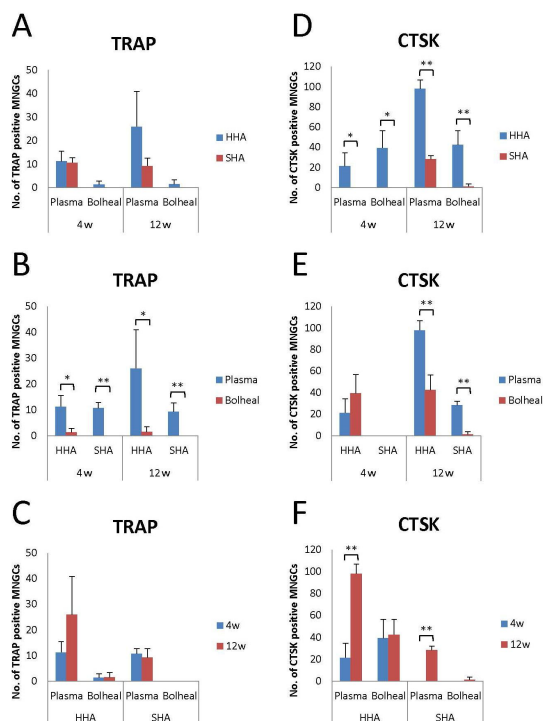 A
TRAP
No. of TRAP positive MNGCs
50
40
30
20
10
0
HHA
SHA
Plasma Bolheal Plasma Bolheal
4w 12w
D
CTSK
No. of CTSK positive MNGCs
120
100
80
60
40
20
0
* * ** **
HHA
SHA
Plasma Bolheal Plasma Bolheal
4w 12w
B
TRAP
No. of TRAP positive MNGCs
50
40
30
20
10
0
* ** * **
Plasma
Bolheal
HHA SHA HHA SHA
4w 12w
E
CTSK
No. of CTSK positive MNGCs
120
100
80
60
40
20
0
** **
Plasma
Bolheal
HHA SHA HHA SHA
4w 12w
C
TRAP
No. of TRAP positive MNGCs
50
40
30
20
10
0
4w
12w
Plasma Bolheal Plasma Bolheal
HHA SHA
F
CTSK
No. of CTSK positive MNGCs
120
100
80
60
40
20
0
** **
4w
12w
Plasma Bolheal Plasma Bolheal
HHA SHA